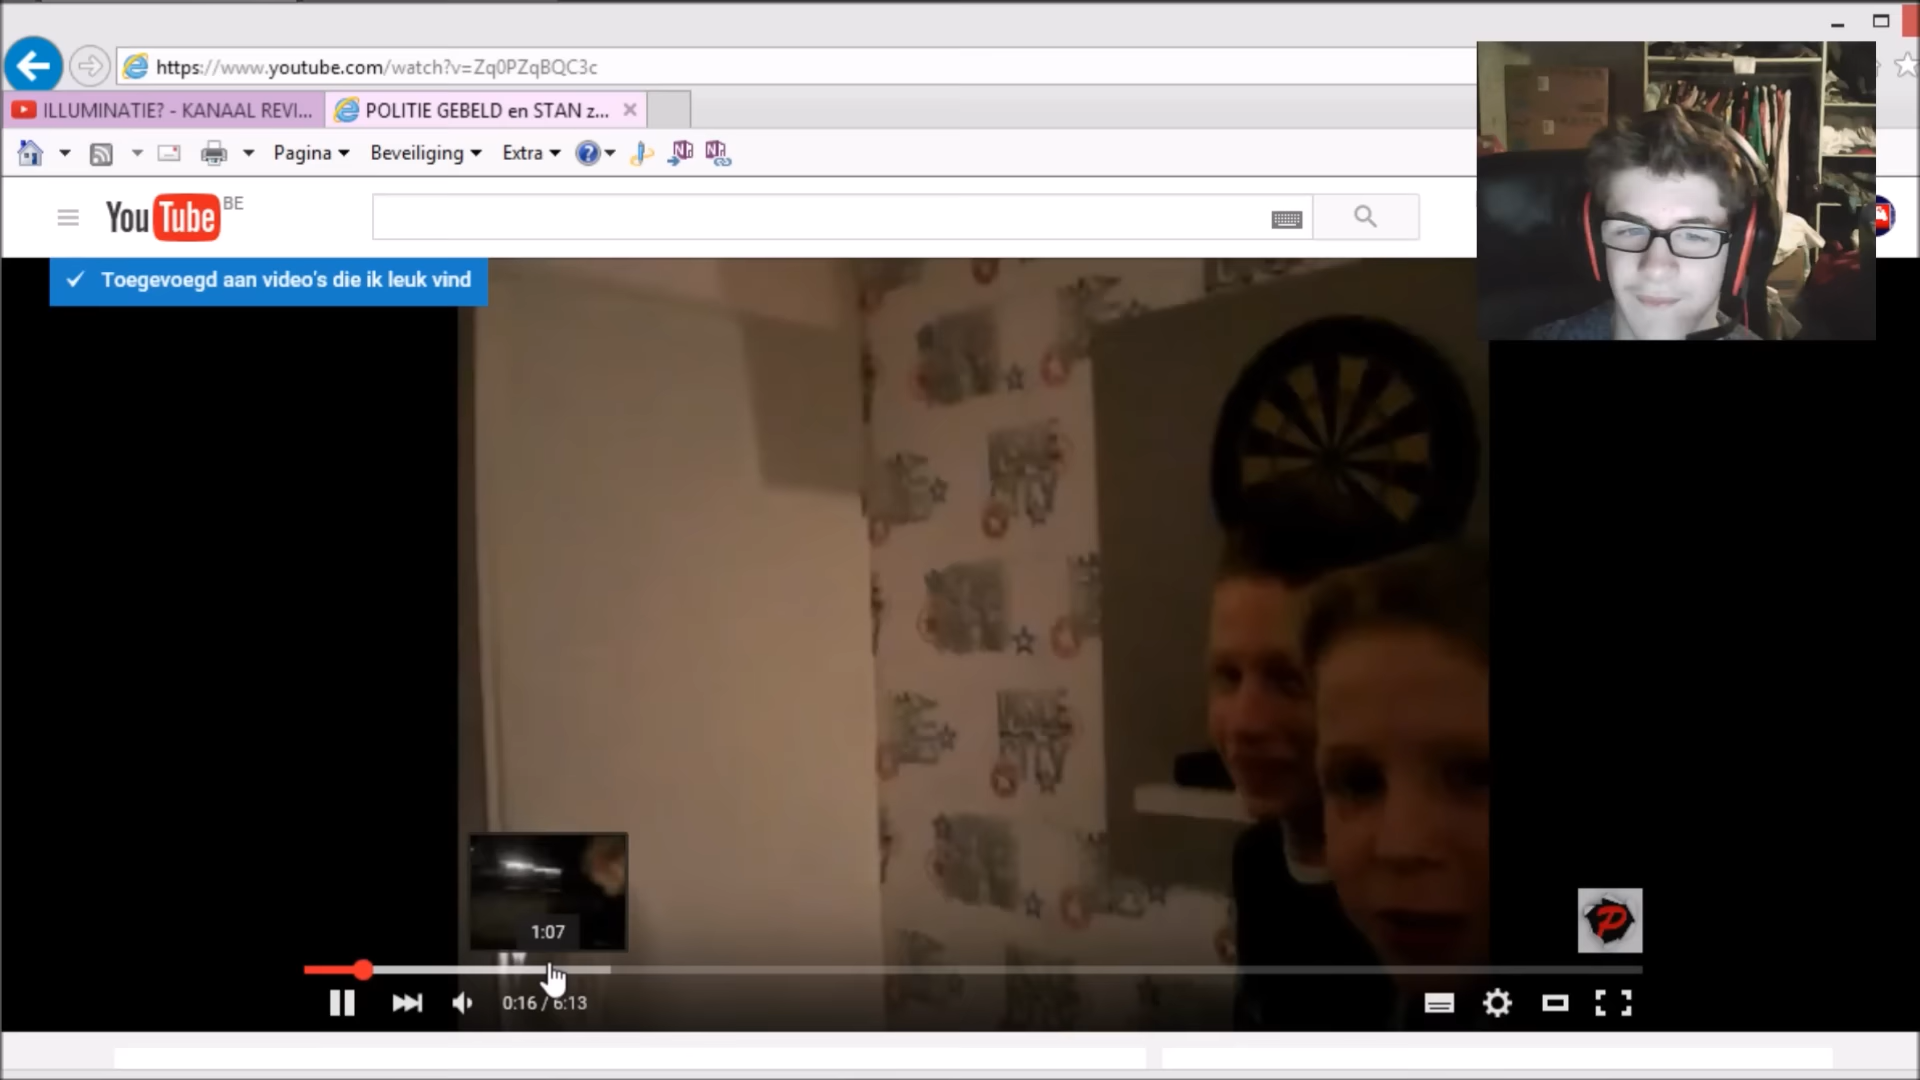 https://www.youtube.com/watch?v=Zq0PZqBQC3c
ILLUMINATIE? - KANAAL REVI...
POLITIE GEBELD en STAN z...
Pagina
Beveiliging
Extra
YouTube BE
Toegevoegd aan video's die ik leuk vind
1:07
0:16 / 6:13
P